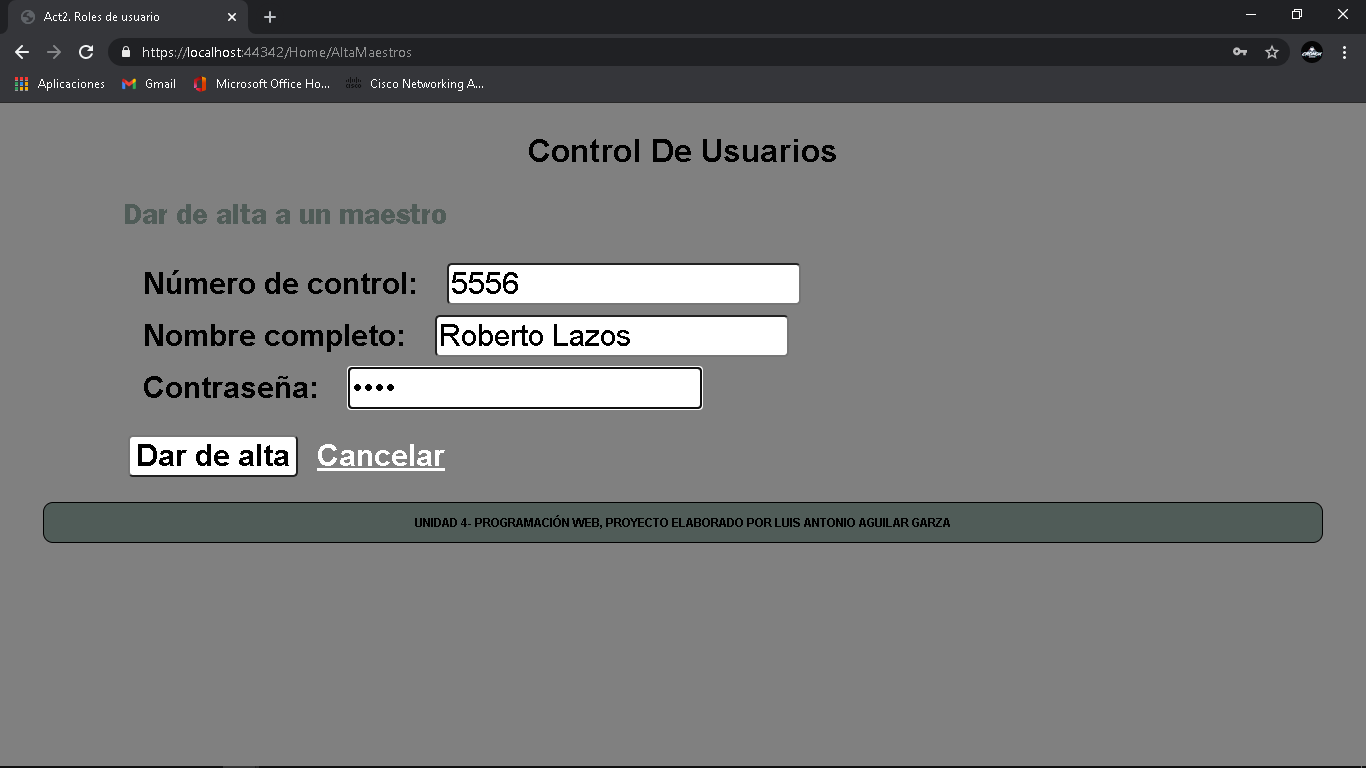 Act2. Roles de usuario
https://localhost:44342/Home/AltaMaestros
Aplicaciones Gmail Microsoft Office Ho... Cisco Networking A...
Control De Usuarios
Dar de alta a un maestro
Número de control: 5556
Nombre completo: Roberto Lazos
Contraseña: ••••
Dar de alta Cancelar
UNIDAD 4- PROGRAMACIÓN WEB, PROYECTO ELABORADO POR LUIS ANTONIO AGUILAR GARZA